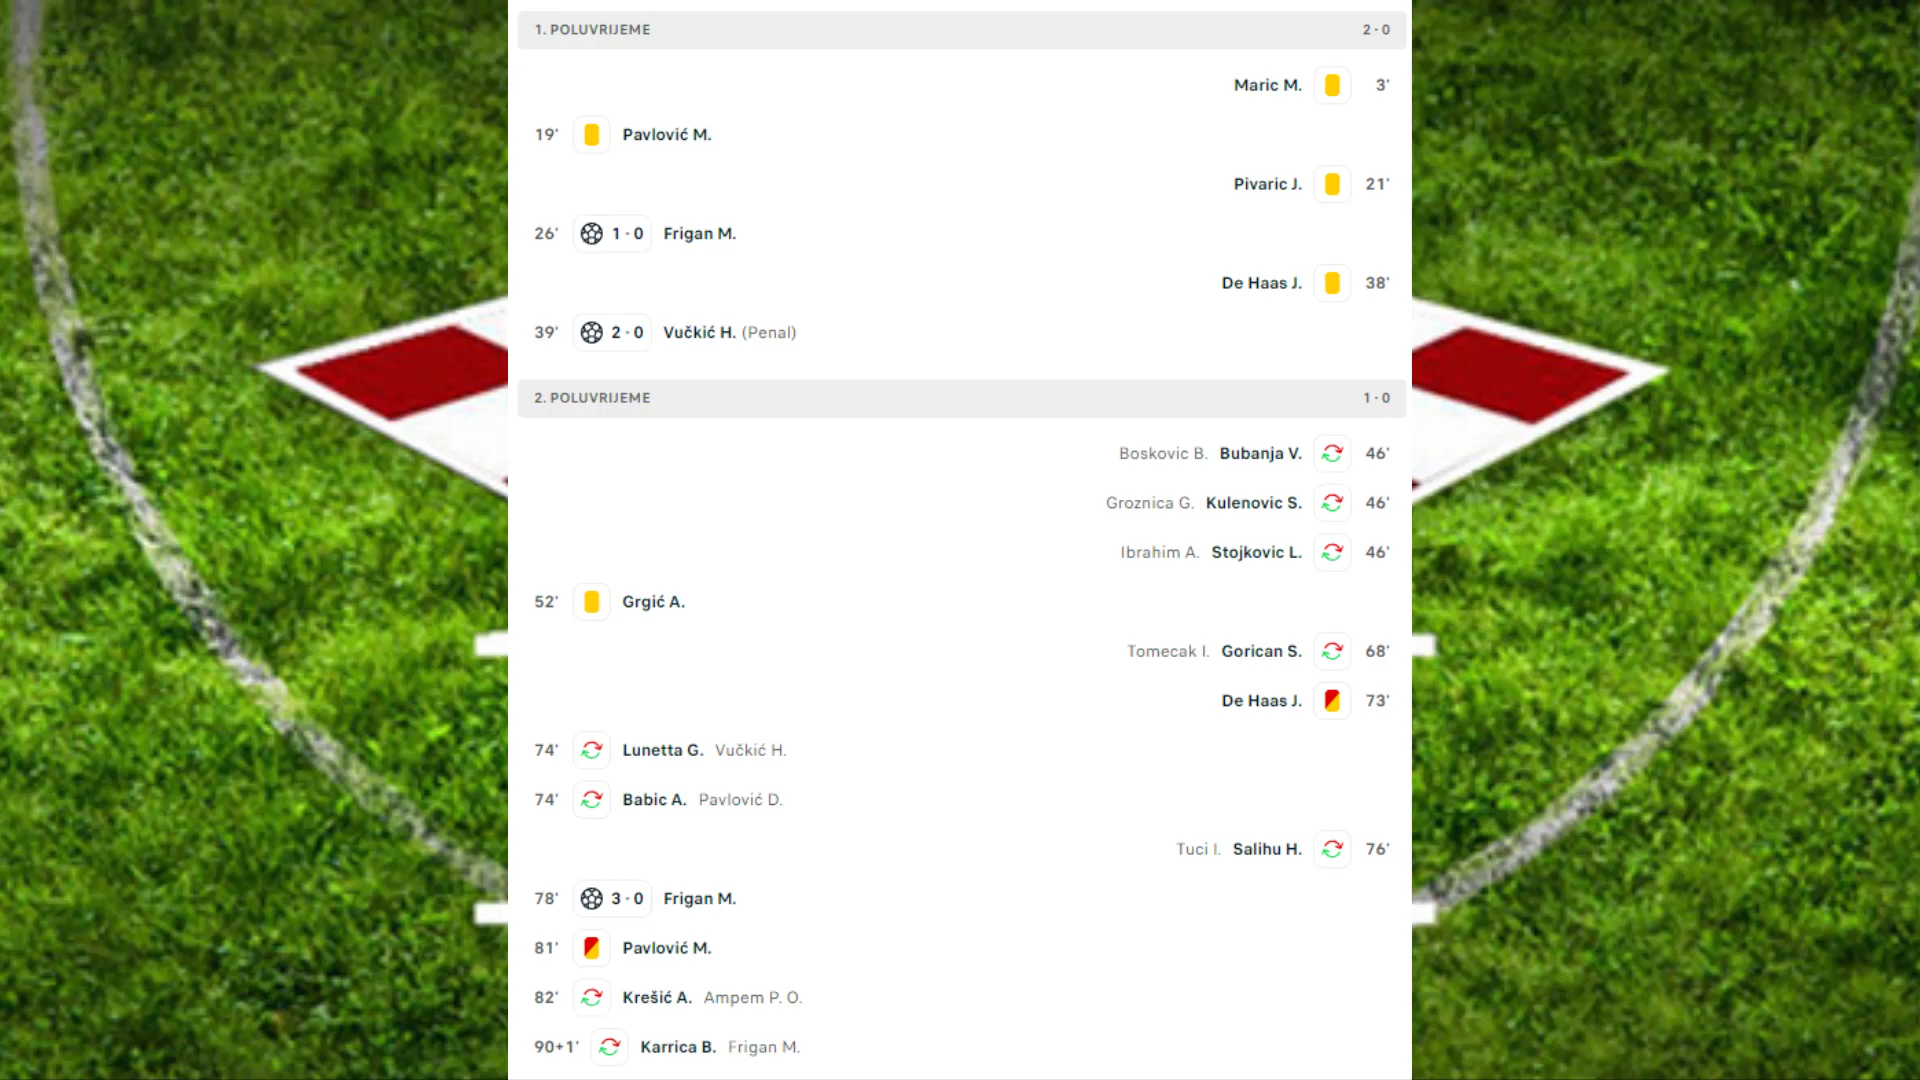 1. POLUVRIJEME 2 - 0
Maric M. 3'
19' Pavlović M.
Pivaric J. 21'
26' 1 - 0 Frigan M.
De Haas J. 38'
39' 2 - 0 Vučkić H. (Penal)
2. POLUVRIJEME 1 - 0
Boskovic B. Bubanja V. 46'
Groznica G. Kulenovic S. 46'
Ibrahim A. Stojkovic L. 46'
52' Grgić A.
Tomecak I. Gorican S. 68'
De Haas J. 73'
74' Lunetta G. Vučkić H.
74' Babic A. Pavlović D.
Tuci I. Salihu H. 76'
78' 3 - 0 Frigan M.
81' Pavlović M.
82' Krešić A. Ampem P. O.
90+1' Karrica B. Frigan M.